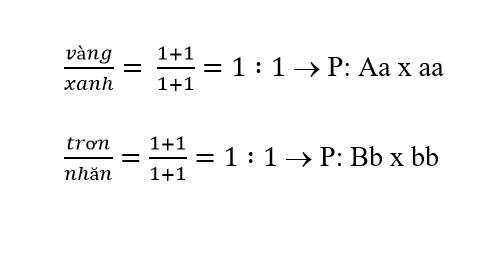 vàng/xanh = 1+1/1+1 = 1 : 1 → P: Aa x aa
trơn/nhăn = 1+1/1+1 = 1 : 1 → P: Bb x bb